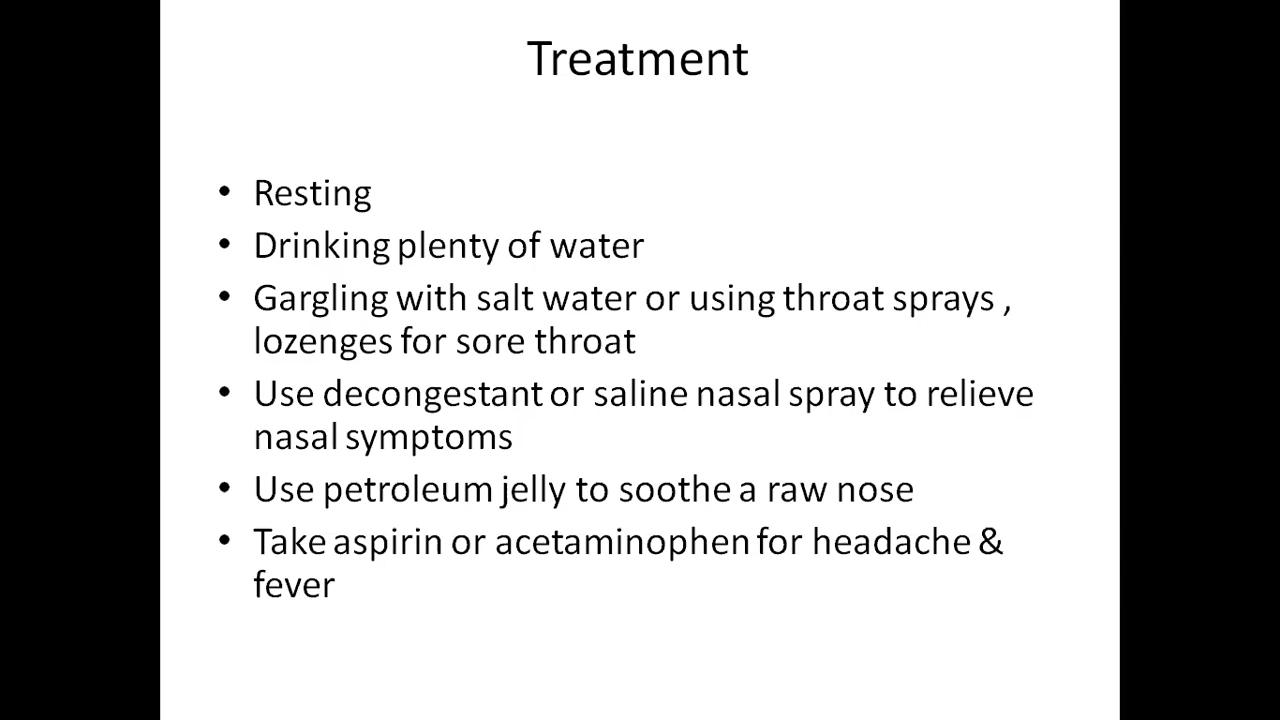 Treatment
• Resting
• Drinking plenty of water
• Gargling with salt water or using throat sprays ,
lozenges for sore throat
• Use decongestant or saline nasal spray to relieve
nasal symptoms
• Use petroleum jelly to soothe a raw nose
• Take aspirin or acetaminophen for headache &
fever